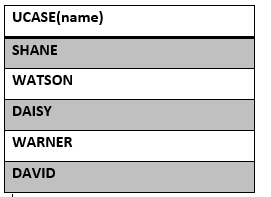 UCASE(name)
SHANE
WATSON
DAISY
WARNER
DAVID